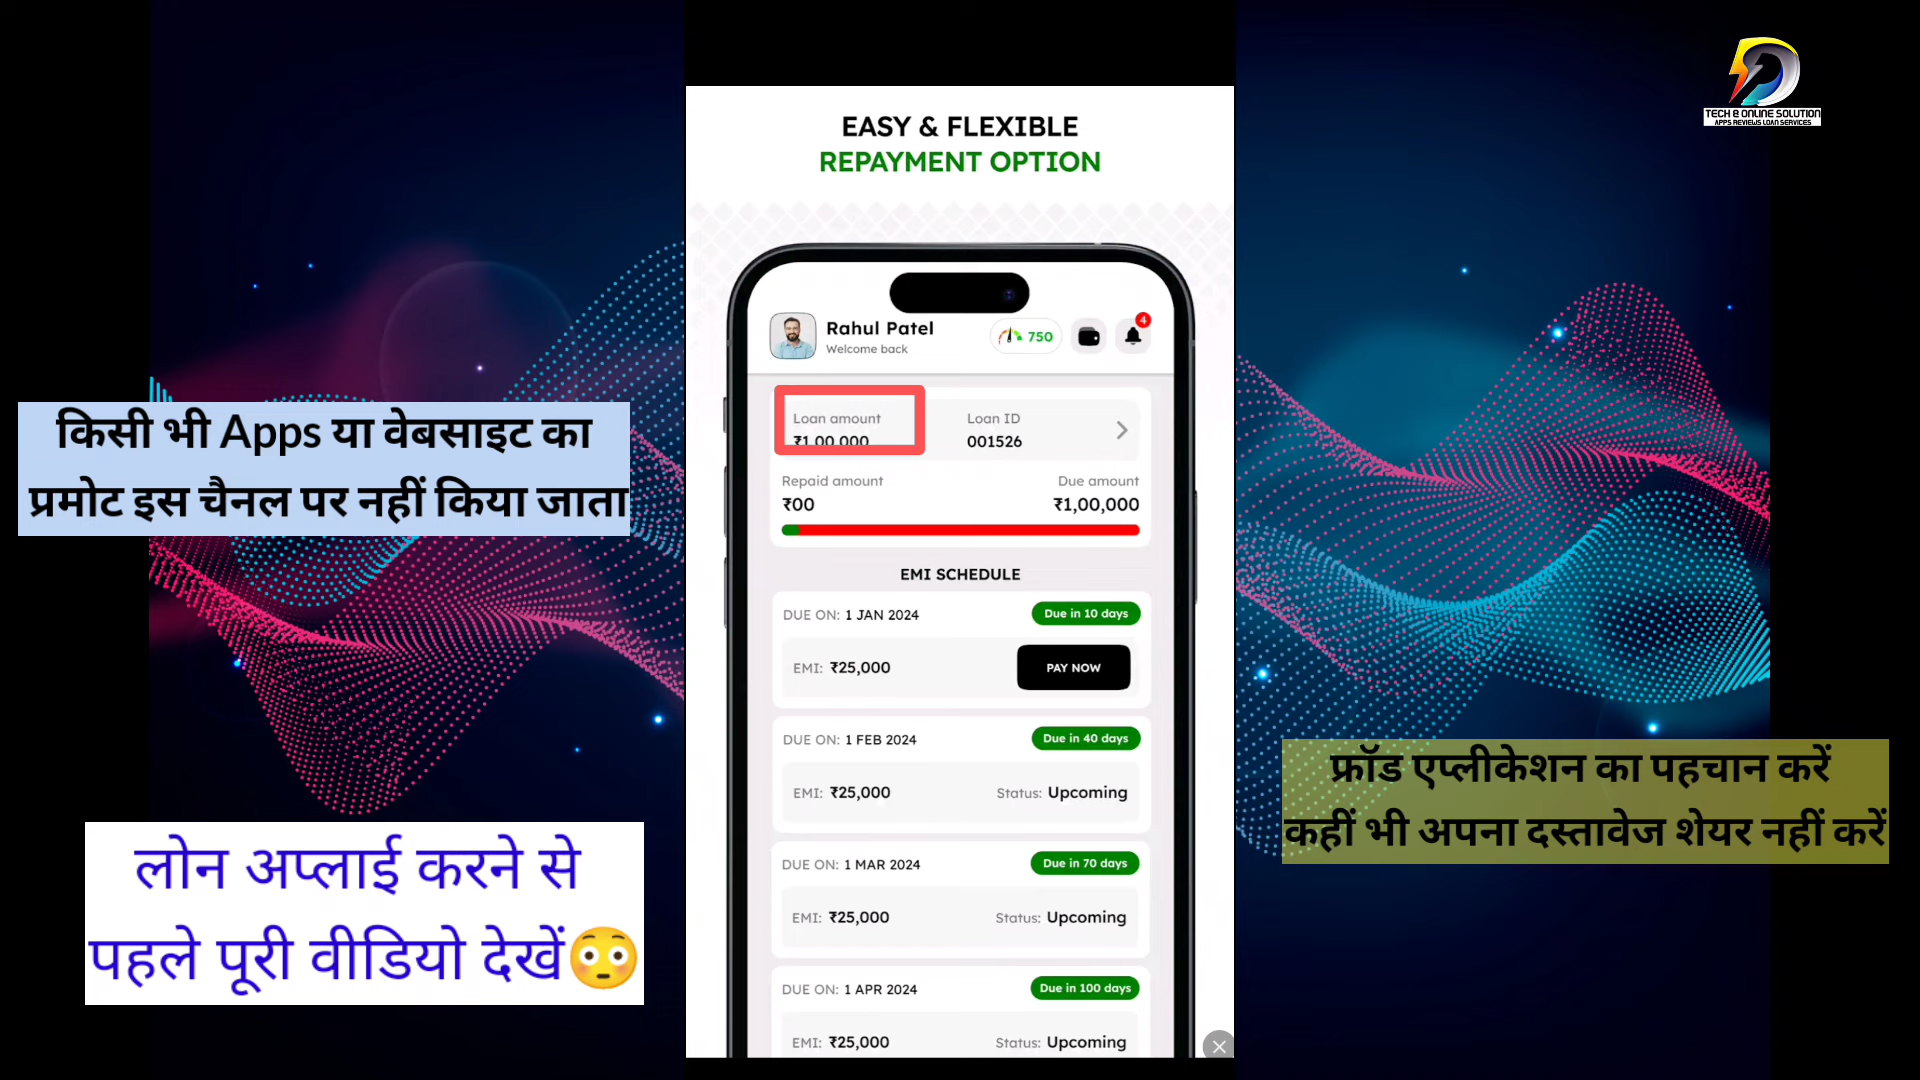 TECH & ONLINE SOLUTION
APPS REVIEWS LOAN SERVICES
EASY & FLEXIBLE
REPAYMENT OPTION
Rahul Patel
Welcome back
750
4
Loan amount
₹1,00,000
Loan ID
001526
Repaid amount
₹00
Due amount
₹1,00,000
EMI SCHEDULE
DUE ON: 1 JAN 2024
Due in 10 days
EMI: ₹25,000
PAY NOW
DUE ON: 1 FEB 2024
Due in 40 days
EMI: ₹25,000
Status: Upcoming
DUE ON: 1 MAR 2024
Due in 70 days
EMI: ₹25,000
Status: Upcoming
DUE ON: 1 APR 2024
Due in 100 days
EMI: ₹25,000
Status: Upcoming
किसी भी Apps या वेबसाइट का
प्रमोट इस चैनल पर नहीं किया जाता
लोन अप्लाई करने से
पहले पूरी वीडियो देखें😳
फ्रॉड एप्लीकेशन का पहचान करें
कहीं भी अपना दस्तावेज शेयर नहीं करें